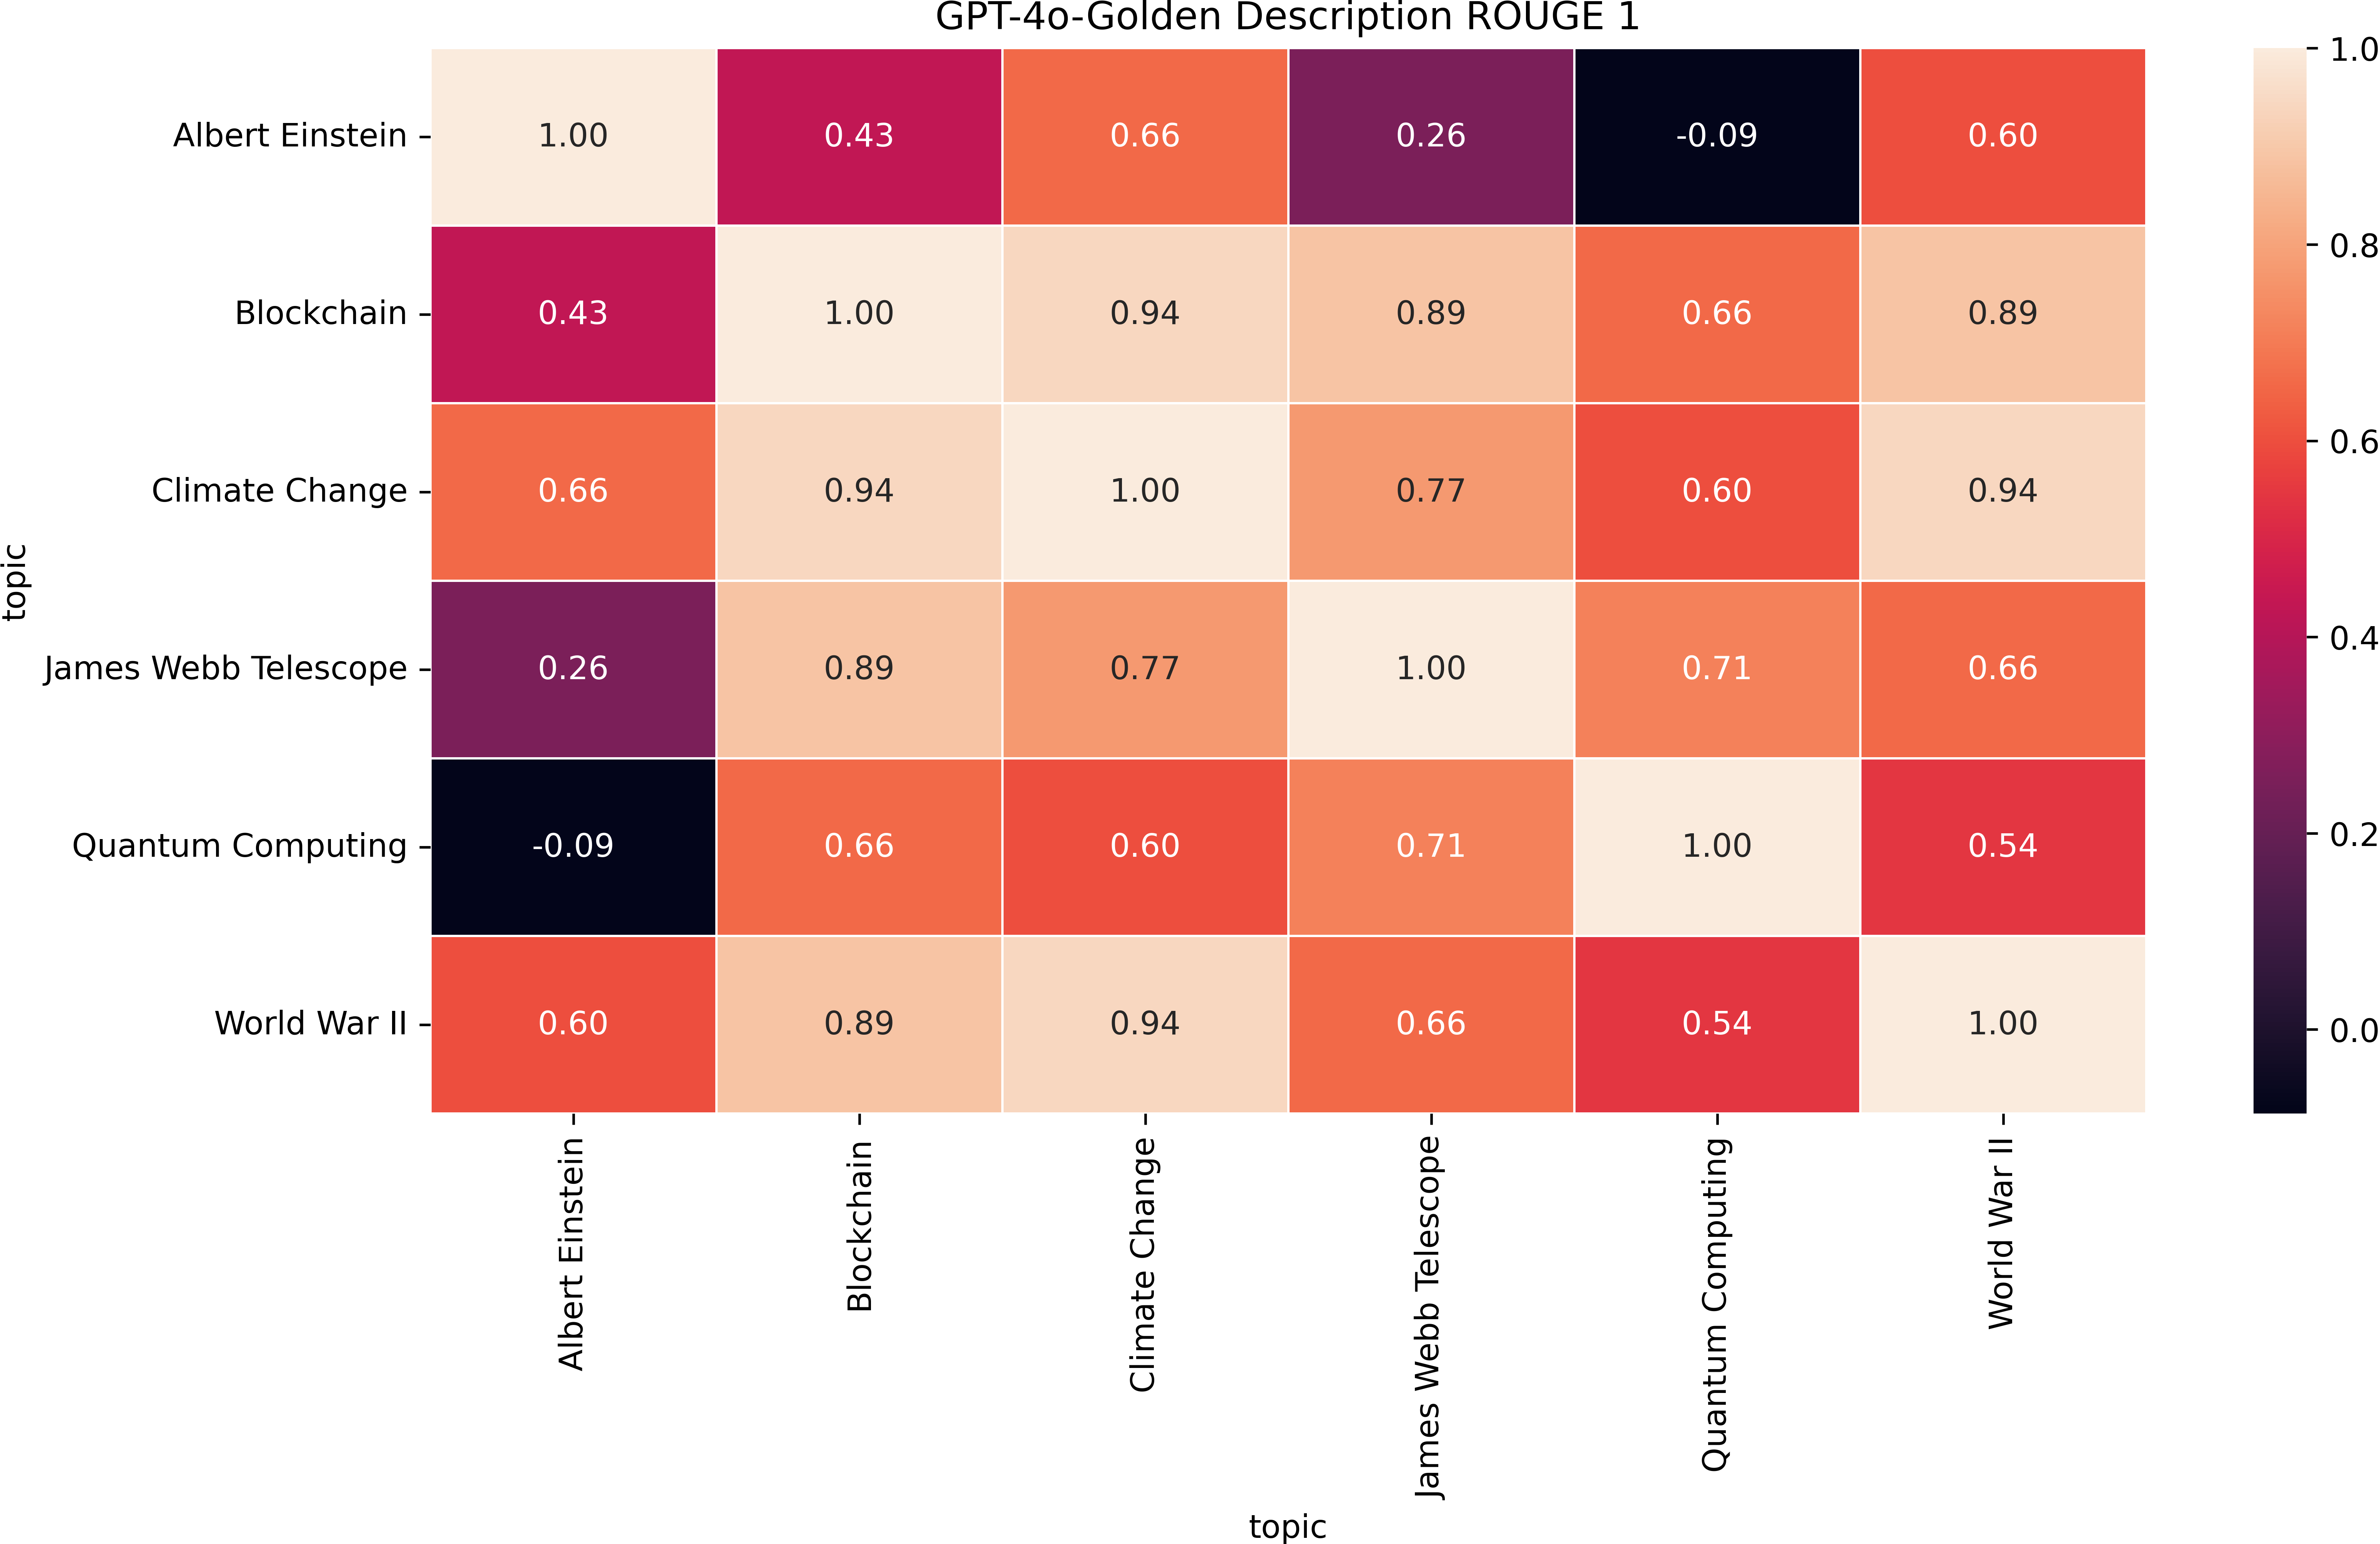 GPT-4o-Golden Description ROUGE 1
Albert Einstein 1.00 0.43 0.66 0.26 -0.09 0.60
Blockchain 0.43 1.00 0.94 0.89 0.66 0.89
Climate Change 0.66 0.94 1.00 0.77 0.60 0.94
James Webb Telescope 0.26 0.89 0.77 1.00 0.71 0.66
Quantum Computing -0.09 0.66 0.60 0.71 1.00 0.54
World War II 0.60 0.89 0.94 0.66 0.54 1.00
topic
Albert Einstein
Blockchain
Climate Change
James Webb Telescope
Quantum Computing
World War II
topic
1.0
0.8
0.6
0.4
0.2
0.0